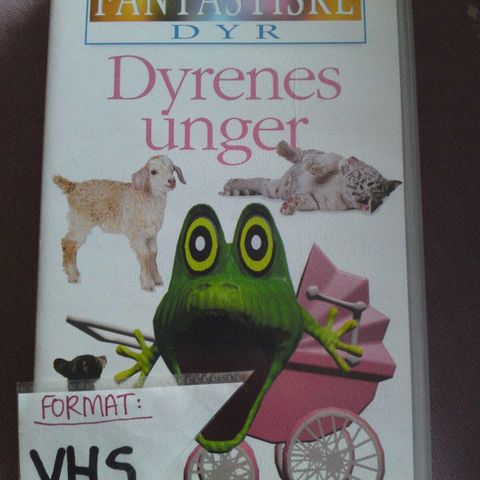 FANTASTISKE
DYR
Dyrenes
unger
FORMAT:
VHS